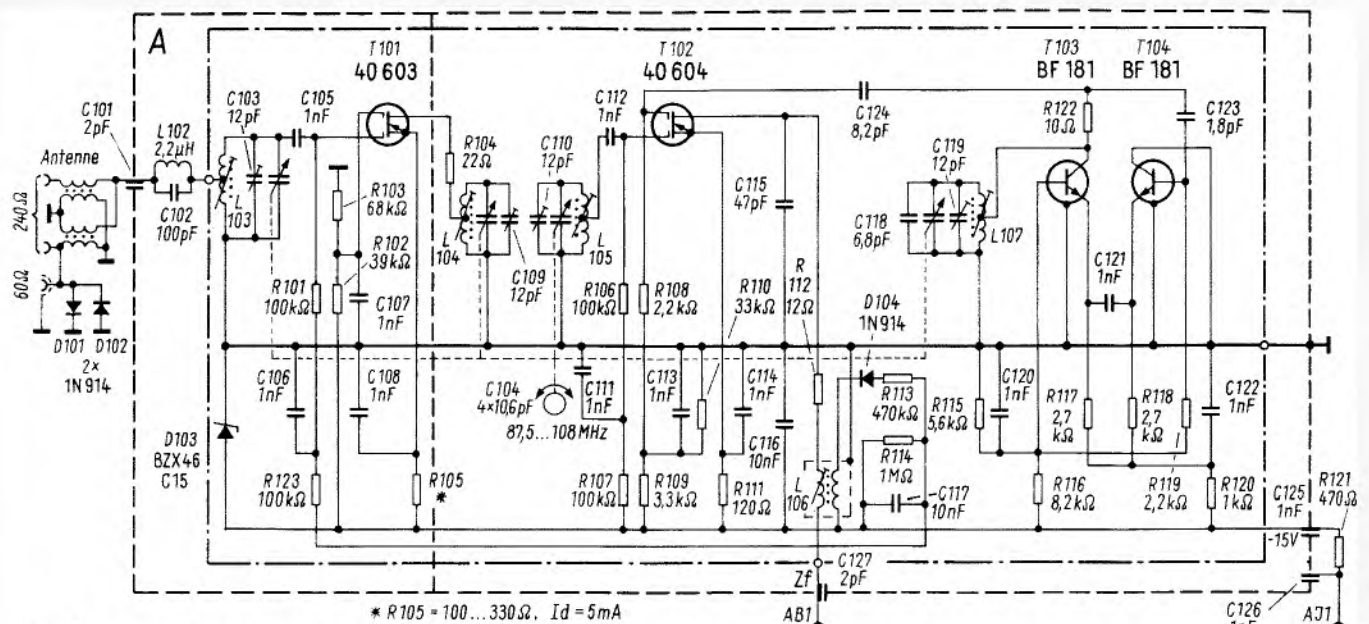 A
T101
40 603
T102
40 604
T103
BF 181
T104
BF 181
C101
2pF
L102
2,2µH
C102
100pF
Antenne
240Ω
60Ω
D101
D102
2×
1N914
C103
12pF
C105
1nF
L
103
R103
68kΩ
R102
39kΩ
R101
100kΩ
C107
1nF
C106
1nF
C108
1nF
D103
BZX46
C15
R123
100kΩ
R105
*
R104
22Ω
L
104
C109
12pF
C110
12pF
L
105
C112
1nF
R106
100kΩ
R108
2,2kΩ
R110
33kΩ
C104
4×10,6pF
87,5...108MHz
C111
1nF
C113
1nF
C114
1nF
R107
100kΩ
R109
3,3kΩ
R111
120Ω
C115
47pF
C116
10nF
R
112
12Ω
C124
8,2pF
D104
1N914
R113
470kΩ
R114
1MΩ
C117
10nF
L
106
C118
6,8pF
C119
12pF
L107
R122
10Ω
C123
1,8pF
C121
1nF
R115
5,6kΩ
C120
1nF
R117
2,7
kΩ
R118
2,7
kΩ
C122
1nF
R116
8,2kΩ
R119
2,2kΩ
R120
1kΩ
C125
1nF
R121
470Ω
-15V
C127
2pF
Zf
AB1
C126
1nF
AJ1
* R105 = 100...330Ω, Id = 5mA